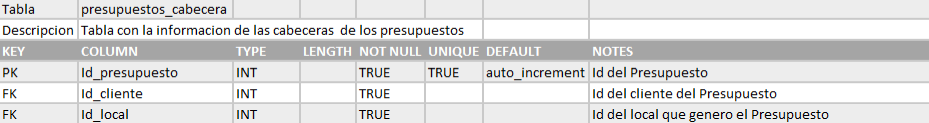 Tabla presupuestos_cabecera
Descripcion Tabla con la informacion de las cabeceras de los presupuestos
KEY COLUMN TYPE LENGTH NOT NULL UNIQUE DEFAULT NOTES
PK Id_presupuesto INT TRUE TRUE auto_increment Id del Presupuesto
FK Id_cliente INT TRUE Id del cliente del Presupuesto
FK Id_local INT TRUE Id del local que genero el Presupuesto